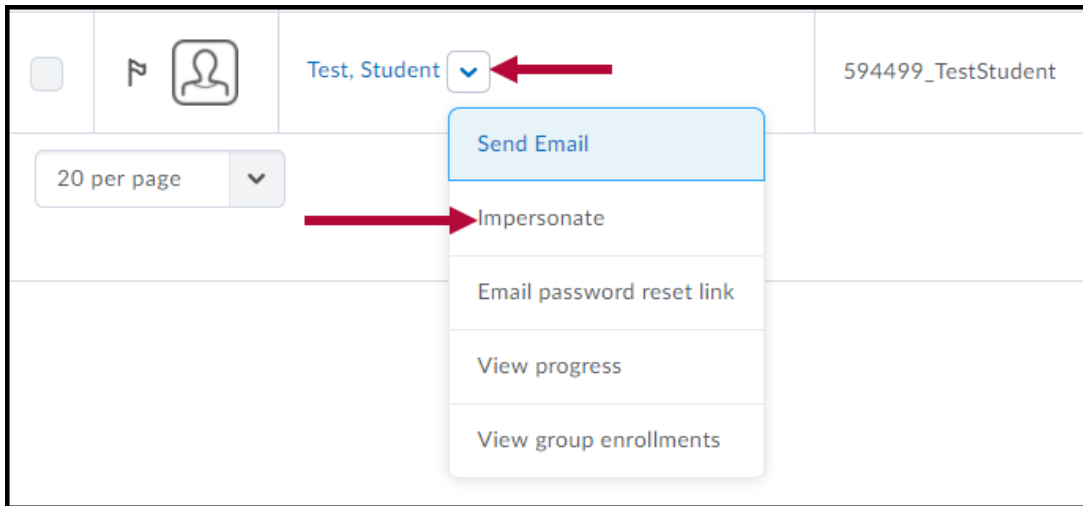 Test, Student
594499_TestStudent
Send Email
20 per page
Impersonate
Email password reset link
View progress
View group enrollments